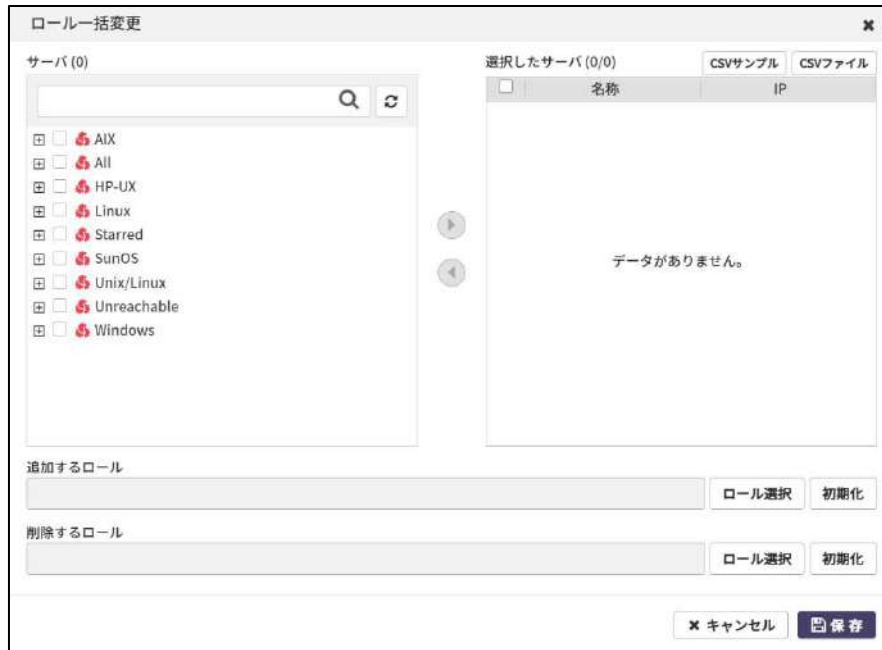 ロール一括変更
サーバ (0)
選択したサーバ (0/0)
CSVサンプル
CSVファイル
名称
IP
AIX
All
HP-UX
Linux
Starred
SunOS
Unix/Linux
Unreachable
Windows
データがありません。
追加するロール
ロール選択
初期化
削除するロール
ロール選択
初期化
キャンセル
保存